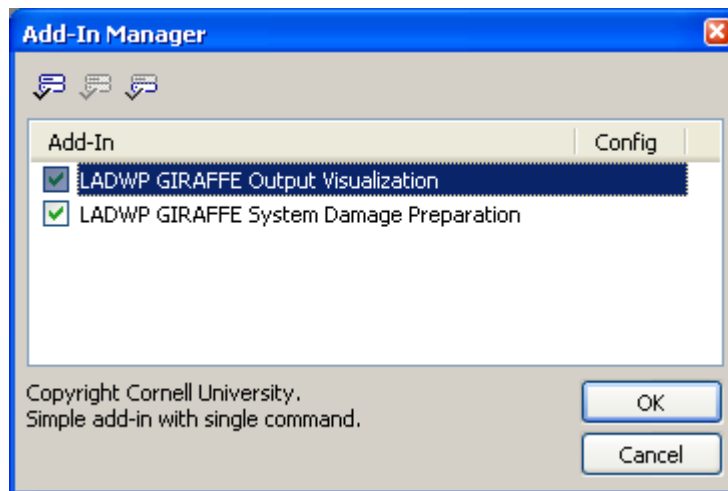 Add-In Manager
Add-In Config
LADWP GIRAFFE Output Visualization
LADWP GIRAFFE System Damage Preparation
Copyright Cornell University.
Simple add-in with single command.
OK
Cancel